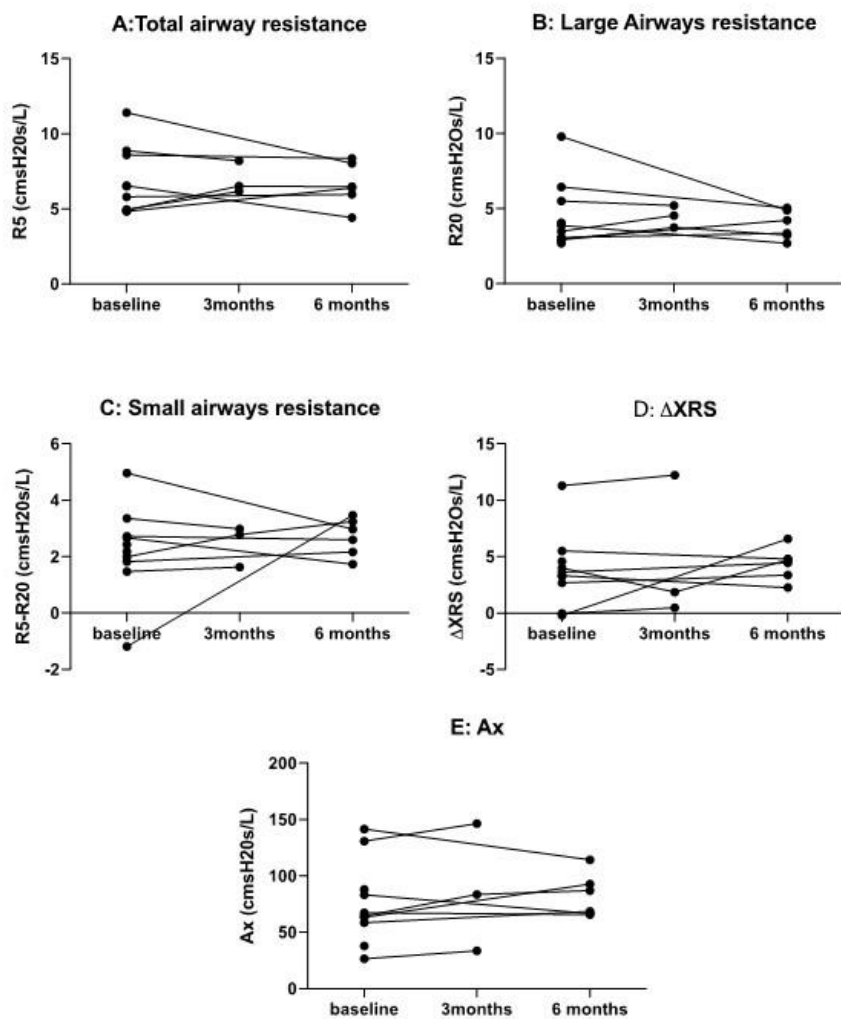 A:Total airway resistance
R5 (cmsH20s/L)
15
10
5
0
baseline 3months 6 months
B: Large Airways resistance
R20 (cmsH2Os/L)
15
10
5
0
baseline 3months 6 months
C: Small airways resistance
R5-R20 (cmsH20s/L)
6
4
2
0
-2
baseline 3months 6 months
D: ΔXRS
ΔXRS (cmsH2Os/L)
15
10
5
0
-5
baseline 3months 6 months
E: Ax
Ax (cmsH20s/L)
200
150
100
50
0
baseline 3months 6 months